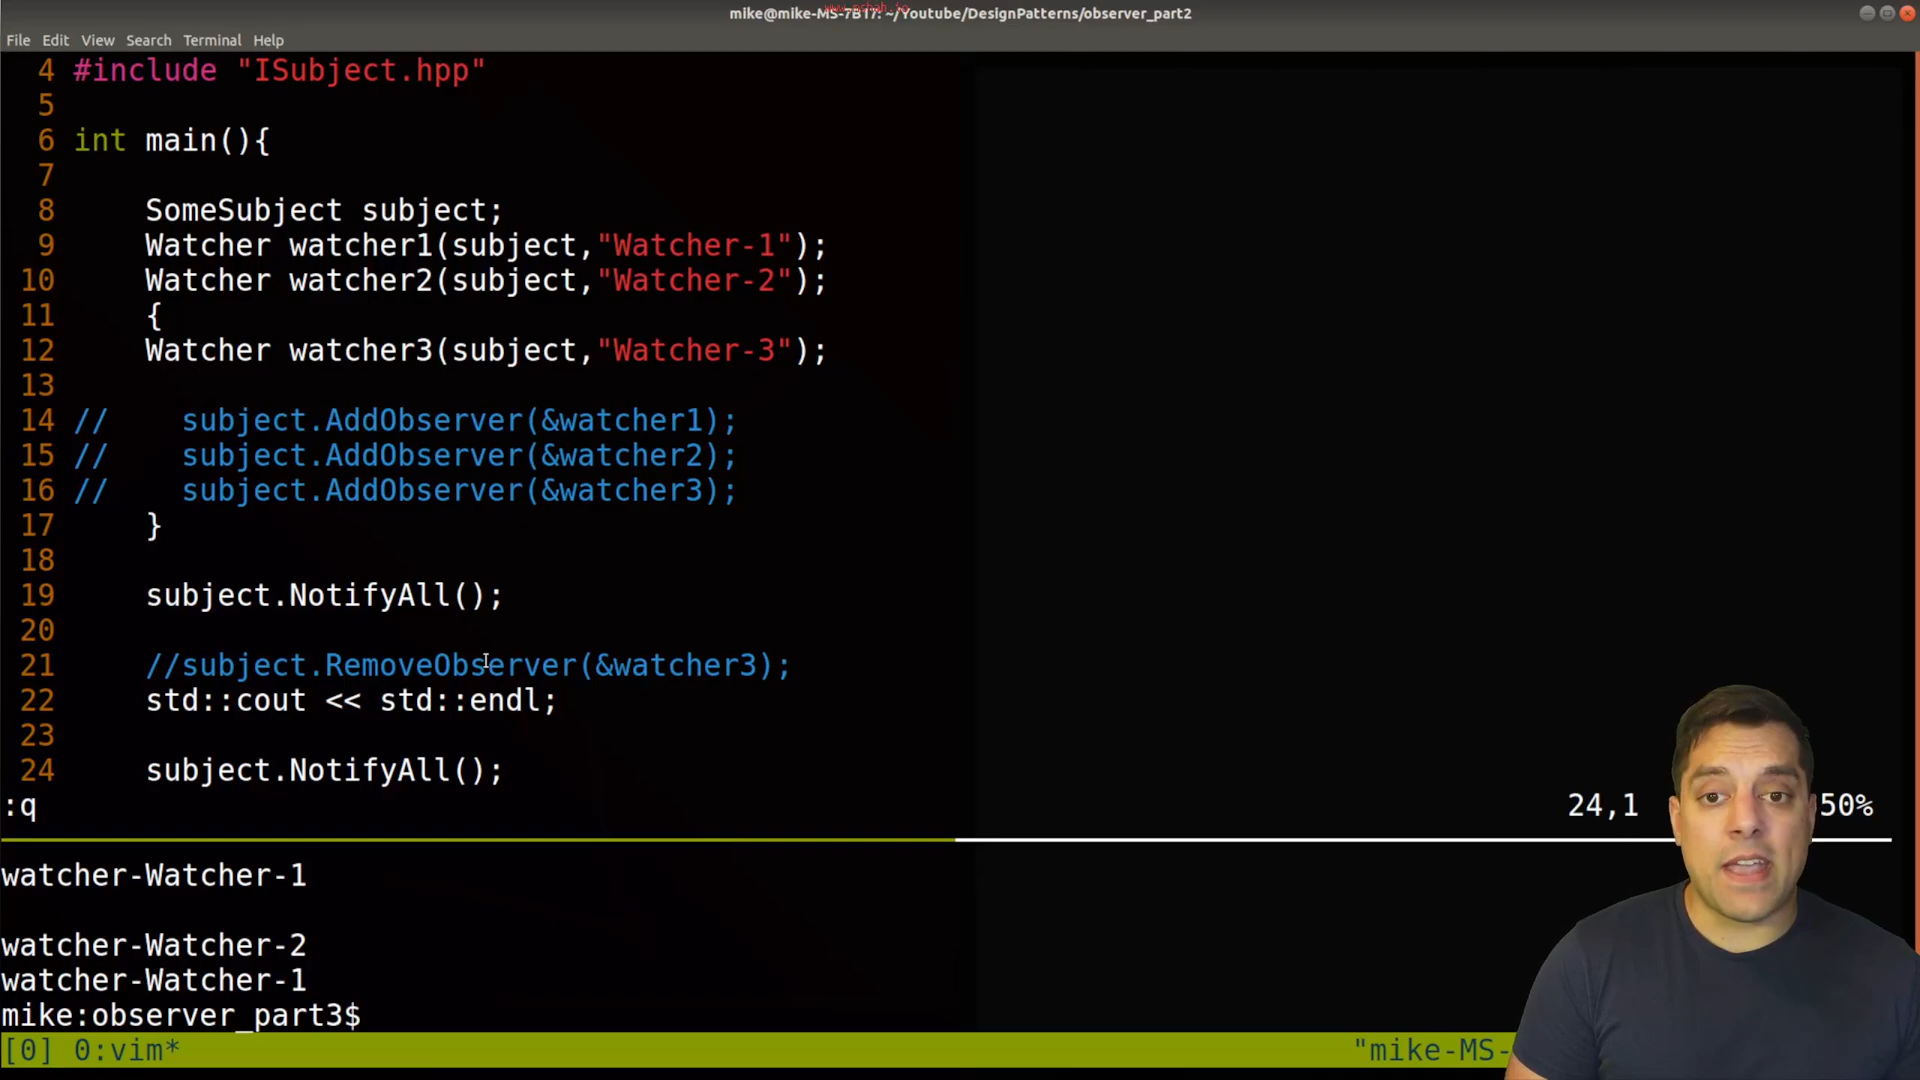 www.mshah.io
mike@mike-MS-7B17: ~/Youtube/DesignPatterns/observer_part2
File Edit View Search Terminal Help
4 #include "ISubject.hpp"
5
6 int main(){
7
8 SomeSubject subject;
9 Watcher watcher1(subject,"Watcher-1");
10 Watcher watcher2(subject,"Watcher-2");
11 {
12 Watcher watcher3(subject,"Watcher-3");
13
14 // subject.AddObserver(&watcher1);
15 // subject.AddObserver(&watcher2);
16 // subject.AddObserver(&watcher3);
17 }
18
19 subject.NotifyAll();
20
21 //subject.RemoveObserver(&watcher3);
22 std::cout << std::endl;
23
24 subject.NotifyAll();
:q 24,1 50%
watcher-Watcher-1
watcher-Watcher-2
watcher-Watcher-1
mike:observer_part3$
[0] 0:vim* "mike-MS-